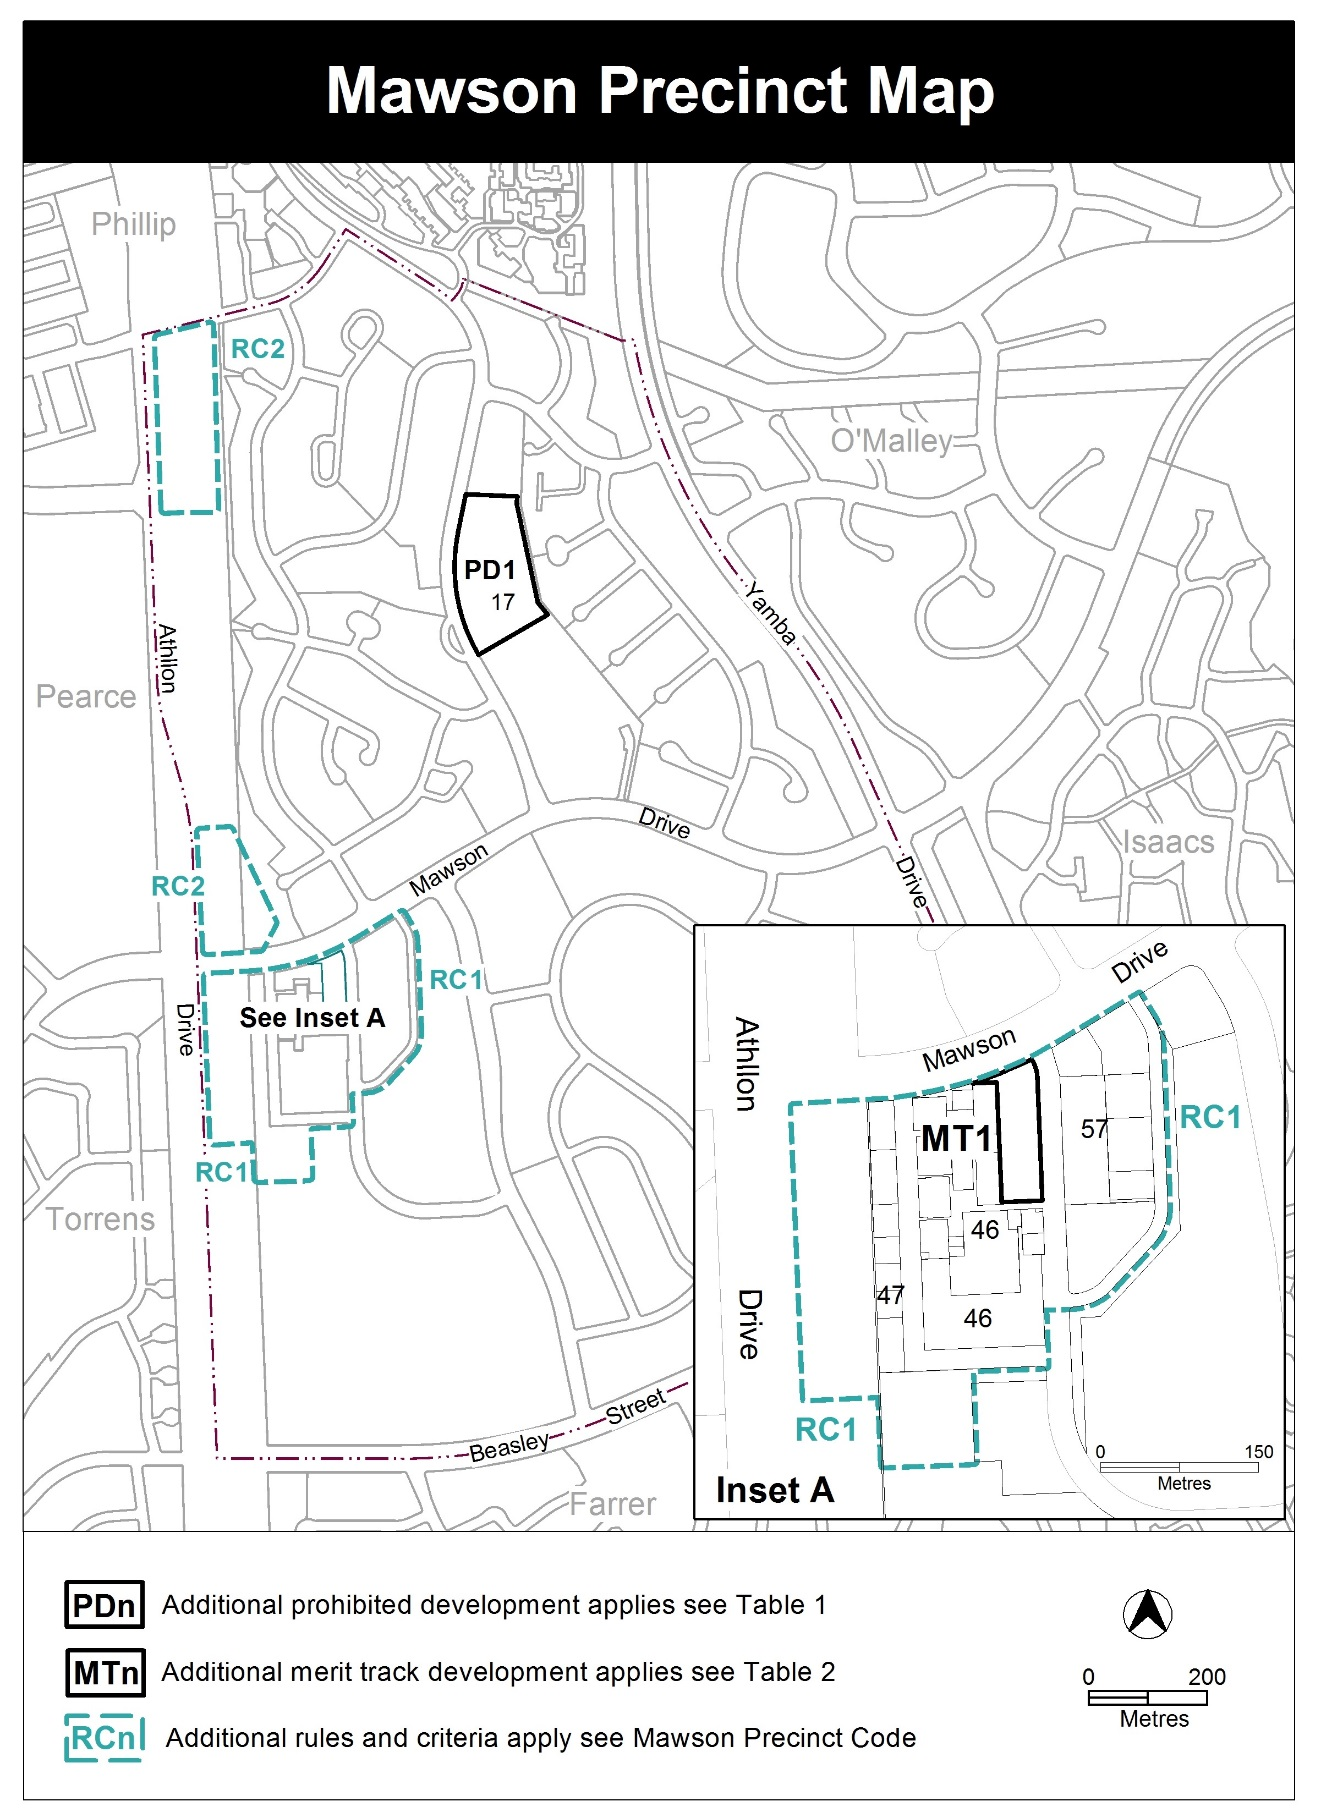 Mawson Precinct Map
Phillip
RC2
O'Malley
PD1
17
Yamba
Athllon
Pearce
Drive
Mawson
Isaacs
Drive
RC2
RC1
See Inset A
Drive
RC1
Torrens
Beasley
Street
Farrer
Drive
Mawson
Athllon
RC1
57
MT1
46
47
46
Drive
RC1
0 150
Metres
Inset A
PDn Additional prohibited development applies see Table 1
MTn Additional merit track development applies see Table 2
RCn Additional rules and criteria apply see Mawson Precinct Code
0 200
Metres